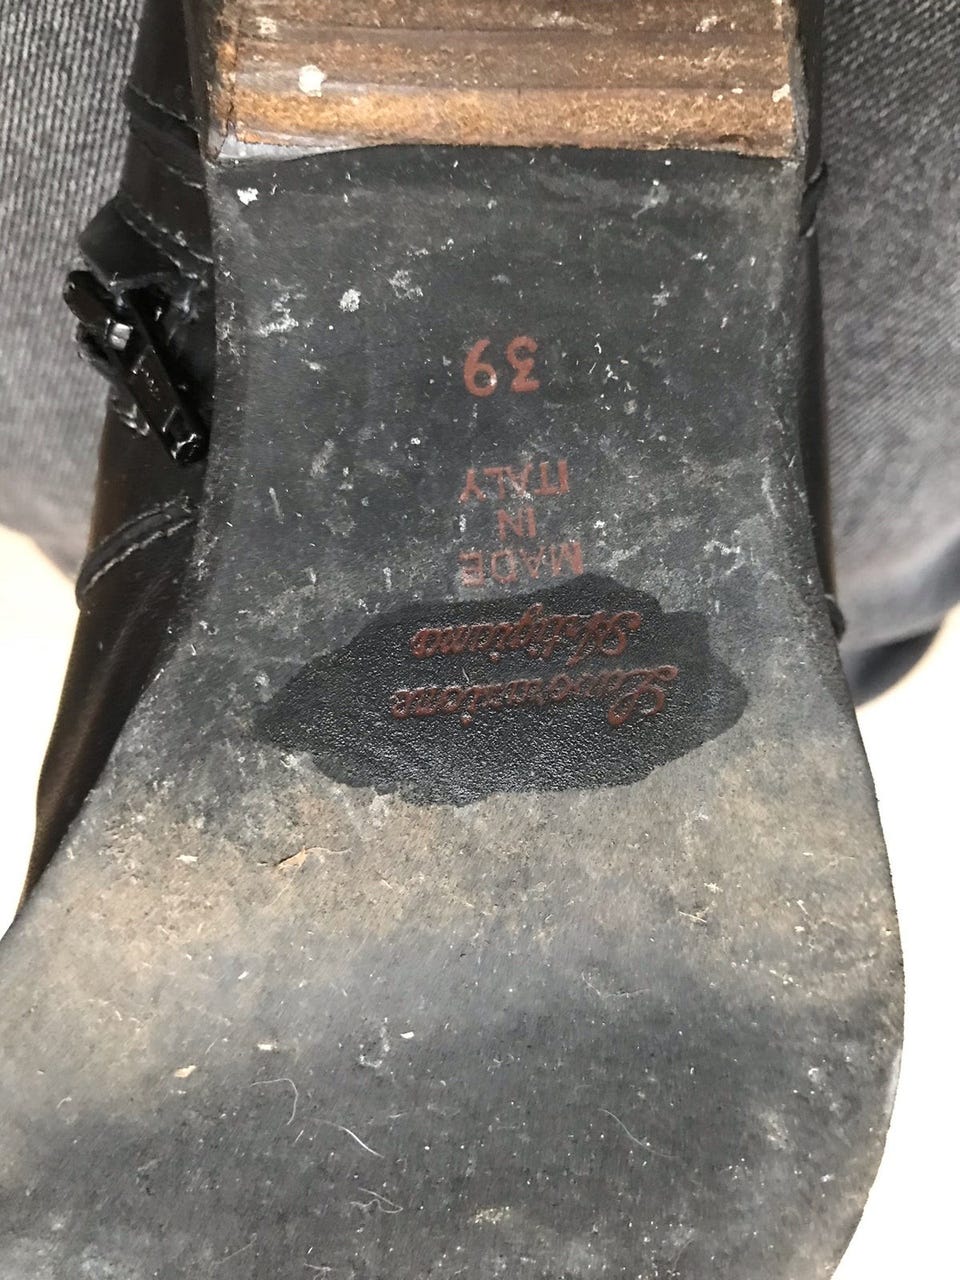 Lavorazione
Artigiana
MADE
IN
ITALY
39